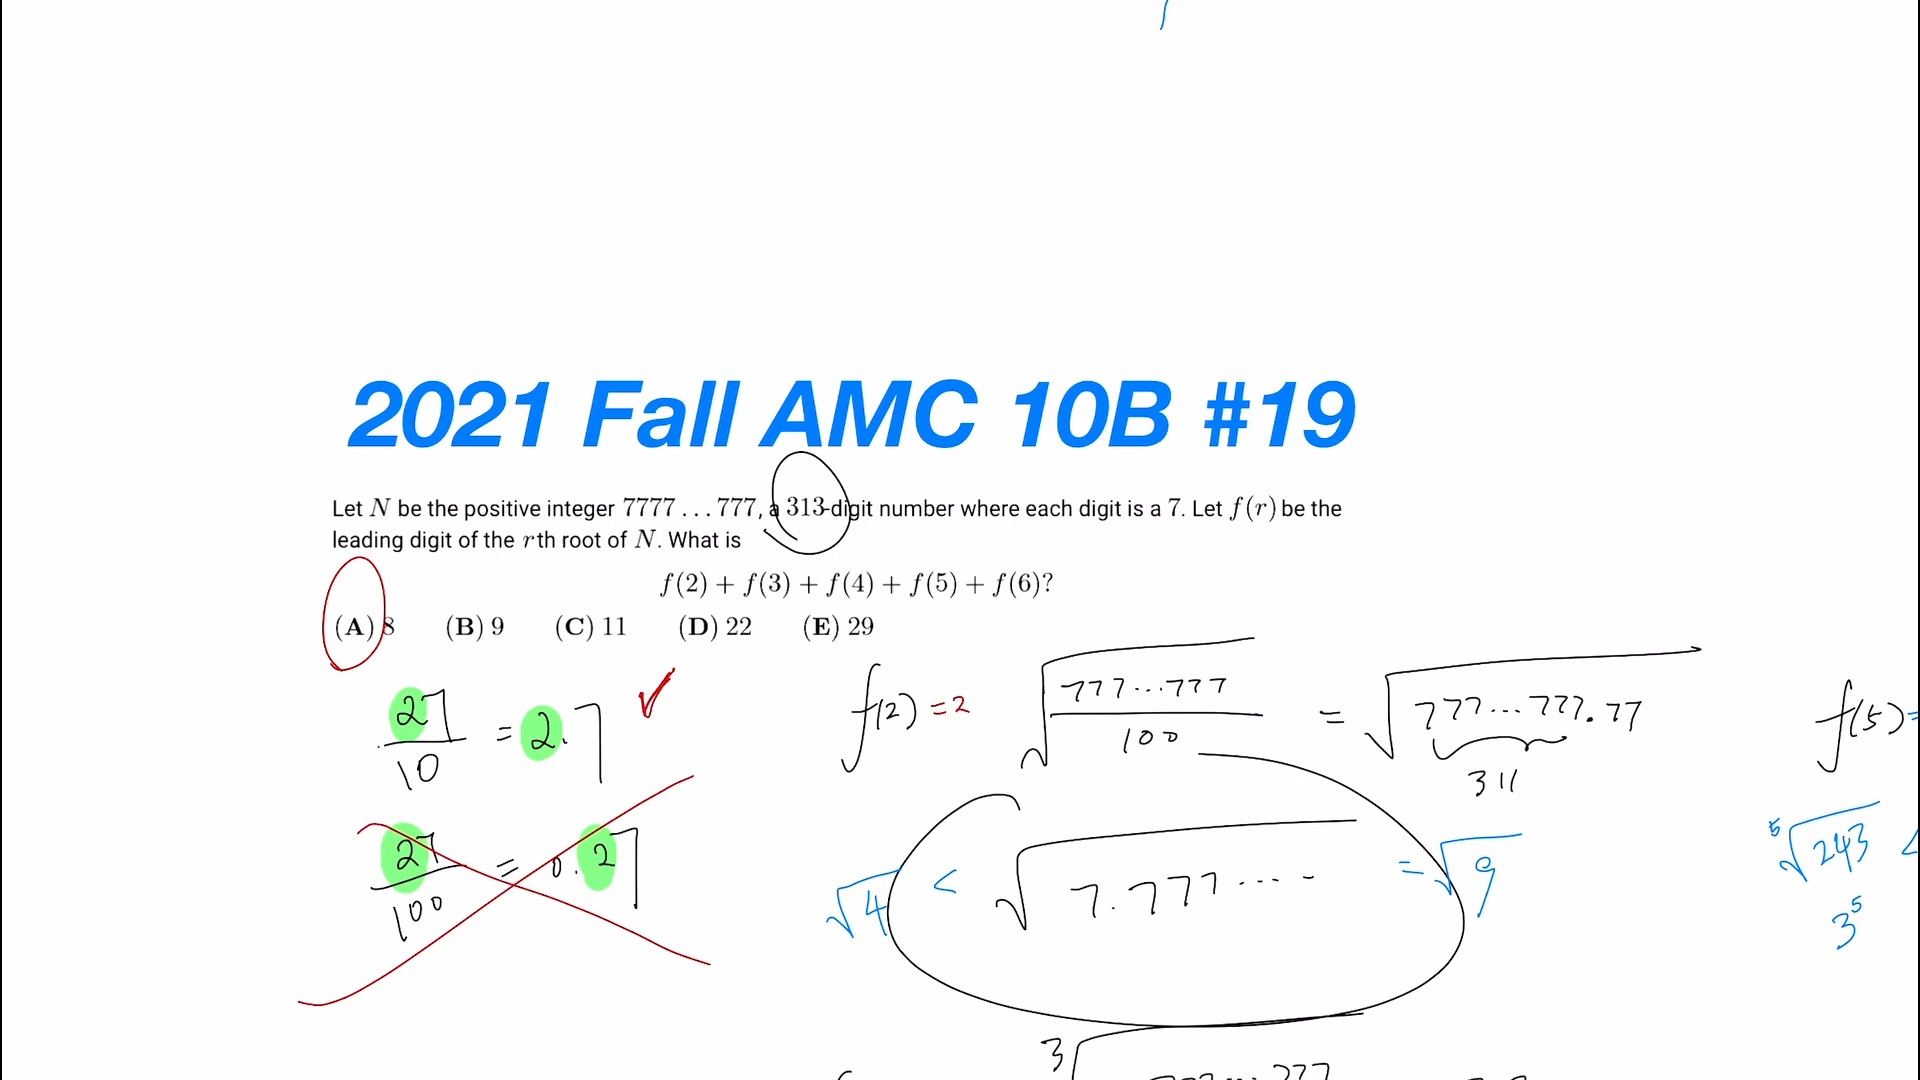 2021 Fall AMC 10B #19
Let N be the positive integer 7777...777, a 313-digit number where each digit is a 7. Let f(r) be the
leading digit of the rth root of N. What is
f(2) + f(3) + f(4) + f(5) + f(6)?
(A) 8 (B) 9 (C) 11 (D) 22 (E) 29
27/10 = 2.7 ✓
f(2) = 2 √(777...777/100) = √777...777.77
311
f(5) =
27/100 = 0.27
√4 < √7.777.... = √9
⁵√243 <
3⁵
3√777...777